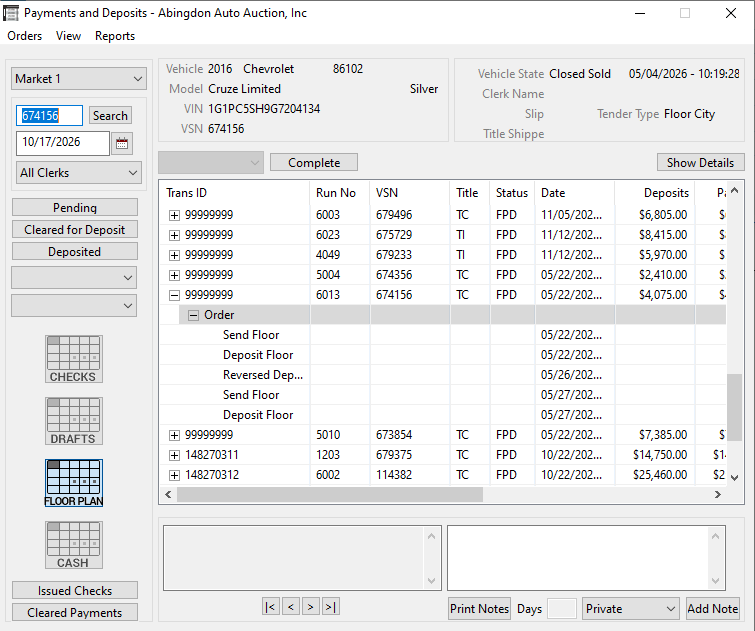 Payments and Deposits - Abingdon Auto Auction, Inc
Orders View Reports
Market 1
674156 Search
10/17/2026
All Clerks
Pending
Cleared for Deposit
Deposited
CHECKS
DRAFTS
FLOOR PLAN
CASH
Issued Checks
Cleared Payments
Vehicle 2016 Chevrolet 86102
Model Cruze Limited Silver
VIN 1G1PC5SH9G7204134
VSN 674156
Vehicle State Closed Sold 05/04/2026 - 10:19:28
Clerk Name
Slip Tender Type Floor City
Title Shippe
Complete Show Details
Trans ID Run No VSN Title Status Date Deposits Pa
99999999 6003 679496 TC FPD 11/05/202... $6,805.00 $
99999999 6023 675729 TI FPD 11/12/202... $8,415.00 $
99999999 4049 679233 TI FPD 11/12/202... $5,970.00 $
99999999 5004 674356 TC FPD 05/22/202... $2,410.00 $
99999999 6013 674156 TC FPD 05/22/202... $4,075.00 $
Order
Send Floor 05/22/202...
Deposit Floor 05/22/202...
Reversed Dep... 05/26/202...
Send Floor 05/27/202...
Deposit Floor 05/27/202...
99999999 5010 673854 TC FPD 05/22/202... $7,385.00 $
148270311 1203 679375 TC FPD 10/22/202... $14,750.00 $1
148270312 6002 114382 TC FPD 10/22/202... $25,460.00 $2
|< < > >|
Print Notes Days Private Add Note